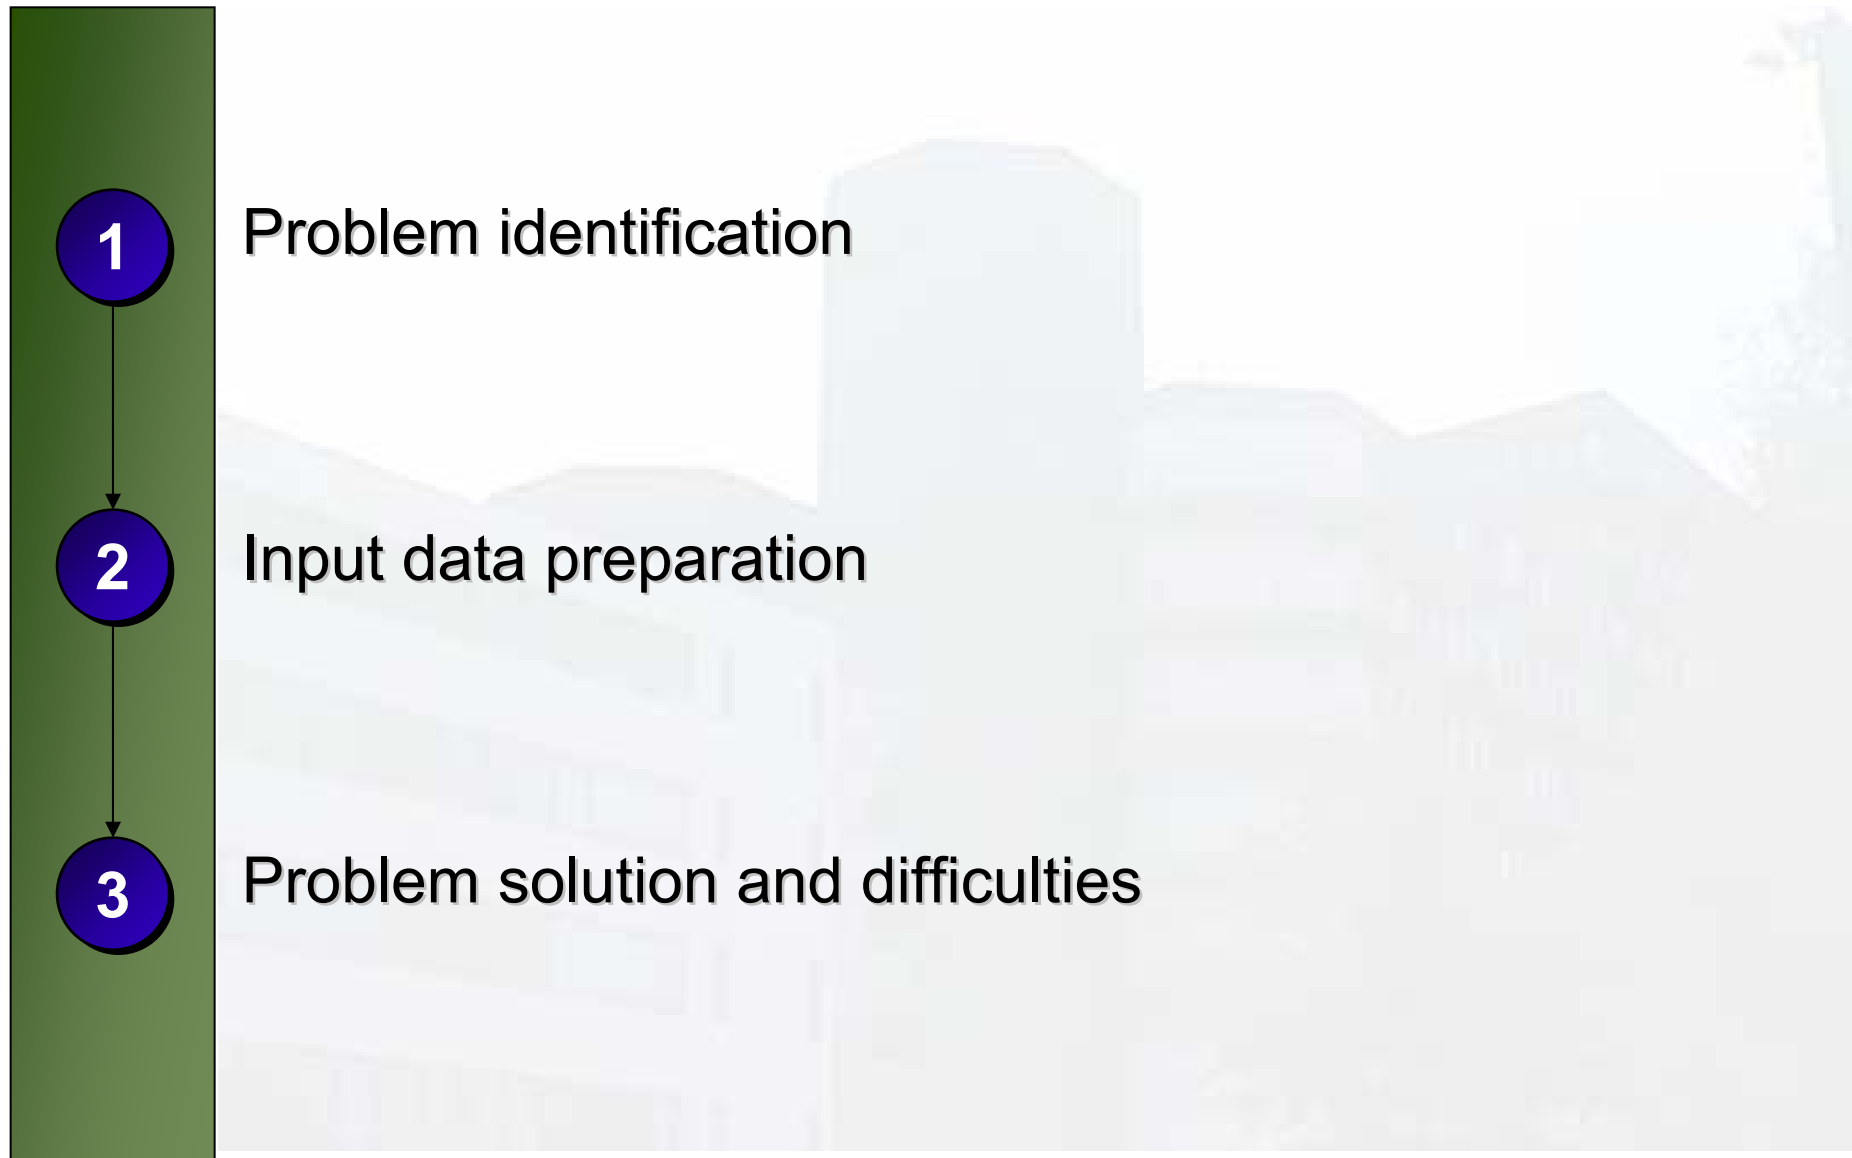 1 Problem identification
2 Input data preparation
3 Problem solution and difficulties